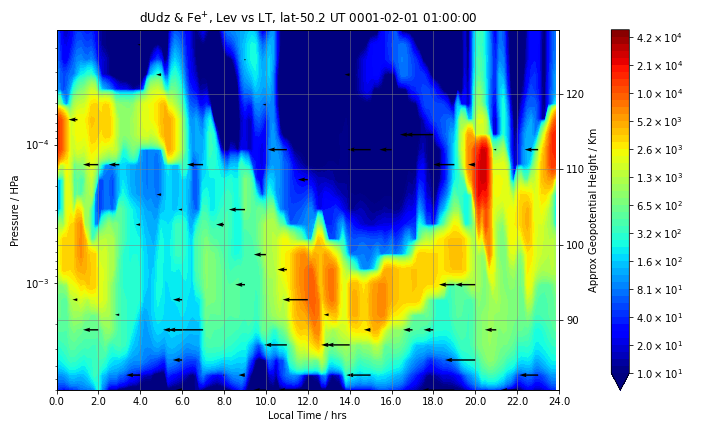 dUdz & Fe⁺, Lev vs LT, lat-50.2 UT 0001-02-01 01:00:00
Pressure / HPa
10⁻⁴
10⁻³
0.0 2.0 4.0 6.0 8.0 10.0 12.0 14.0 16.0 18.0 20.0 22.0 24.0
Local Time / hrs
120
110
100
90
Approx Geopotential Height / Km
4.2 × 10⁴
2.1 × 10⁴
1.0 × 10⁴
5.2 × 10³
2.6 × 10³
1.3 × 10³
6.5 × 10²
3.2 × 10²
1.6 × 10²
8.1 × 10¹
4.0 × 10¹
2.0 × 10¹
1.0 × 10¹